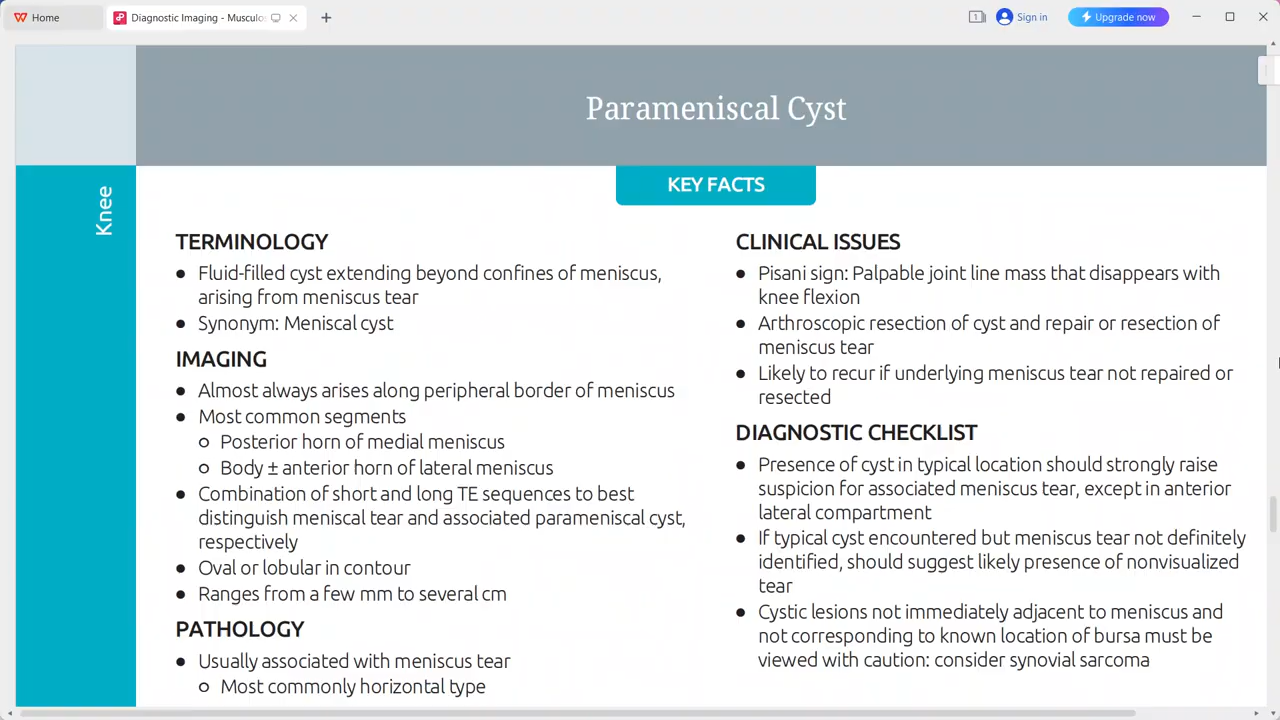 Home
Diagnostic Imaging - Musculos
1
Sign in
Upgrade now
Parameniscal Cyst
Knee
KEY FACTS
TERMINOLOGY
• Fluid-filled cyst extending beyond confines of meniscus,
arising from meniscus tear
• Synonym: Meniscal cyst
IMAGING
• Almost always arises along peripheral border of meniscus
• Most common segments
○ Posterior horn of medial meniscus
○ Body ± anterior horn of lateral meniscus
• Combination of short and long TE sequences to best
distinguish meniscal tear and associated parameniscal cyst,
respectively
• Oval or lobular in contour
• Ranges from a few mm to several cm
PATHOLOGY
• Usually associated with meniscus tear
○ Most commonly horizontal type
CLINICAL ISSUES
• Pisani sign: Palpable joint line mass that disappears with
knee flexion
• Arthroscopic resection of cyst and repair or resection of
meniscus tear
• Likely to recur if underlying meniscus tear not repaired or
resected
DIAGNOSTIC CHECKLIST
• Presence of cyst in typical location should strongly raise
suspicion for associated meniscus tear, except in anterior
lateral compartment
• If typical cyst encountered but meniscus tear not definitely
identified, should suggest likely presence of nonvisualized
tear
• Cystic lesions not immediately adjacent to meniscus and
not corresponding to known location of bursa must be
viewed with caution: consider synovial sarcoma